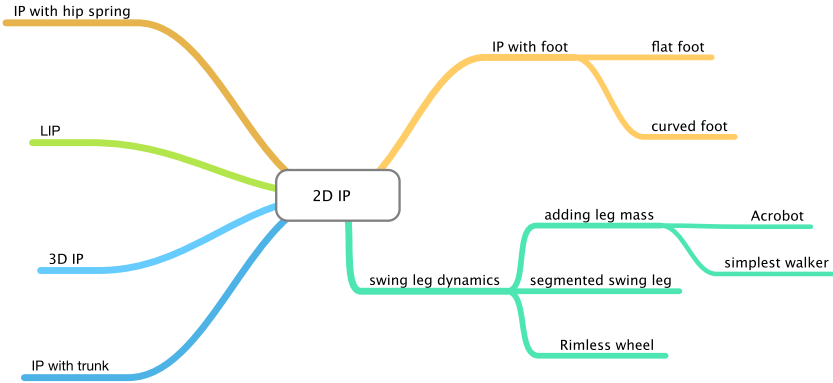 IP with hip spring
LIP
3D IP
IP with trunk
2D IP
IP with foot
flat foot
curved foot
swing leg dynamics
adding leg mass
Acrobot
simplest walker
segmented swing leg
Rimless wheel